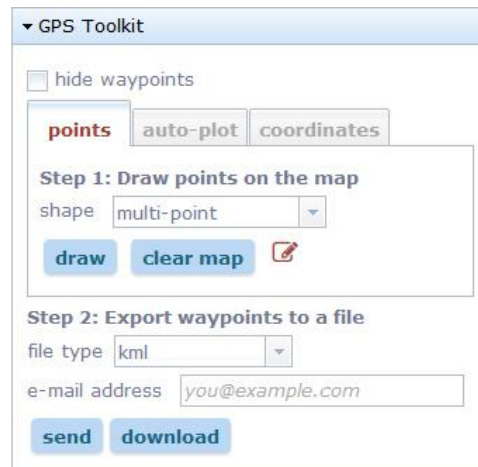 GPS Toolkit
hide waypoints
points auto-plot coordinates
Step 1: Draw points on the map
shape multi-point
draw clear map
Step 2: Export waypoints to a file
file type kml
e-mail address you@example.com
send download